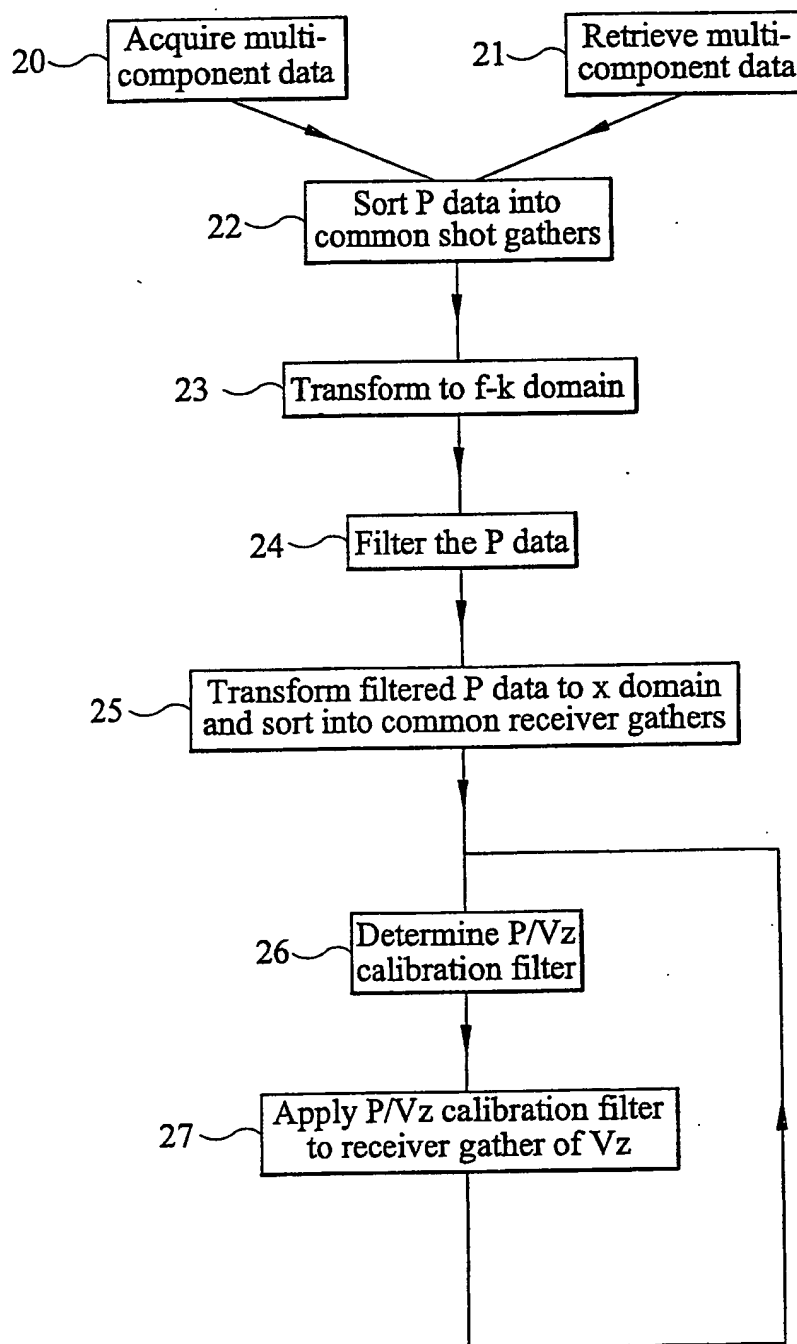 20
Acquire multi-
component data
21
Retrieve multi-
component data
22
Sort P data into
common shot gathers
23
Transform to f-k domain
24
Filter the P data
25
Transform filtered P data to x domain
and sort into common receiver gathers
26
Determine P/Vz
calibration filter
27
Apply P/Vz calibration filter
to receiver gather of Vz